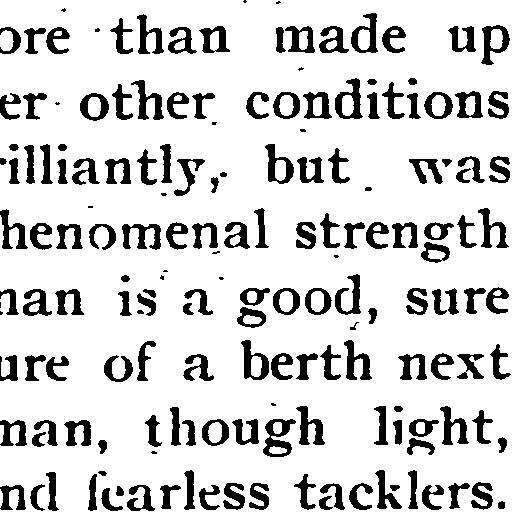 ore than made up
er other conditions
rilliantly, but was
henomenal strength
nan is a good, sure
ure of a berth next
man, though light,
nd fearless tacklers.